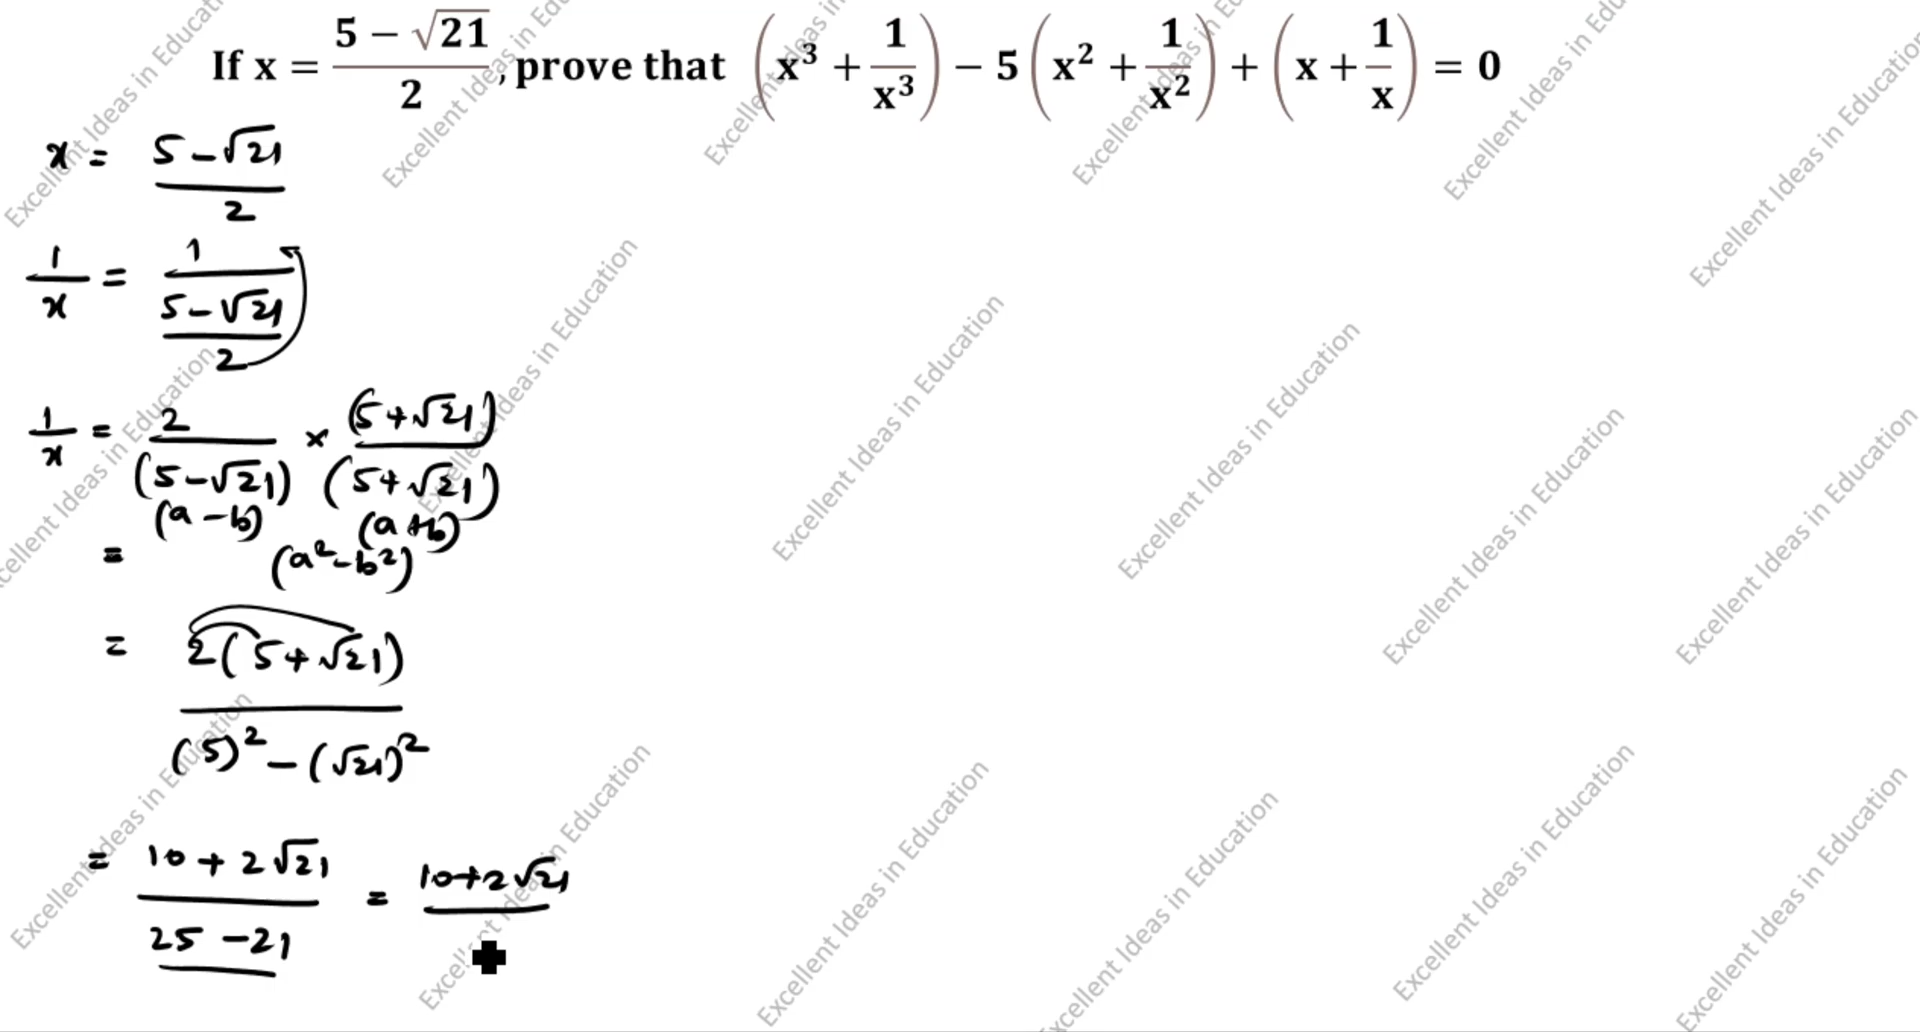 If x = (5 − √21)/2, prove that (x³ + 1/x³) − 5(x² + 1/x²) + (x + 1/x) = 0
x = (5 − √21)/2
1/x = 1/((5 − √21)/2)
1/x = 2/(5 − √21) × (5 + √21)/(5 + √21)
(a − b) (a + b)
= (a² − b²)
= 2(5 + √21)/((5)² − (√21)²)
= (10 + 2√21)/(25 − 21) = 10 + 2√21
Excellent Ideas in Education